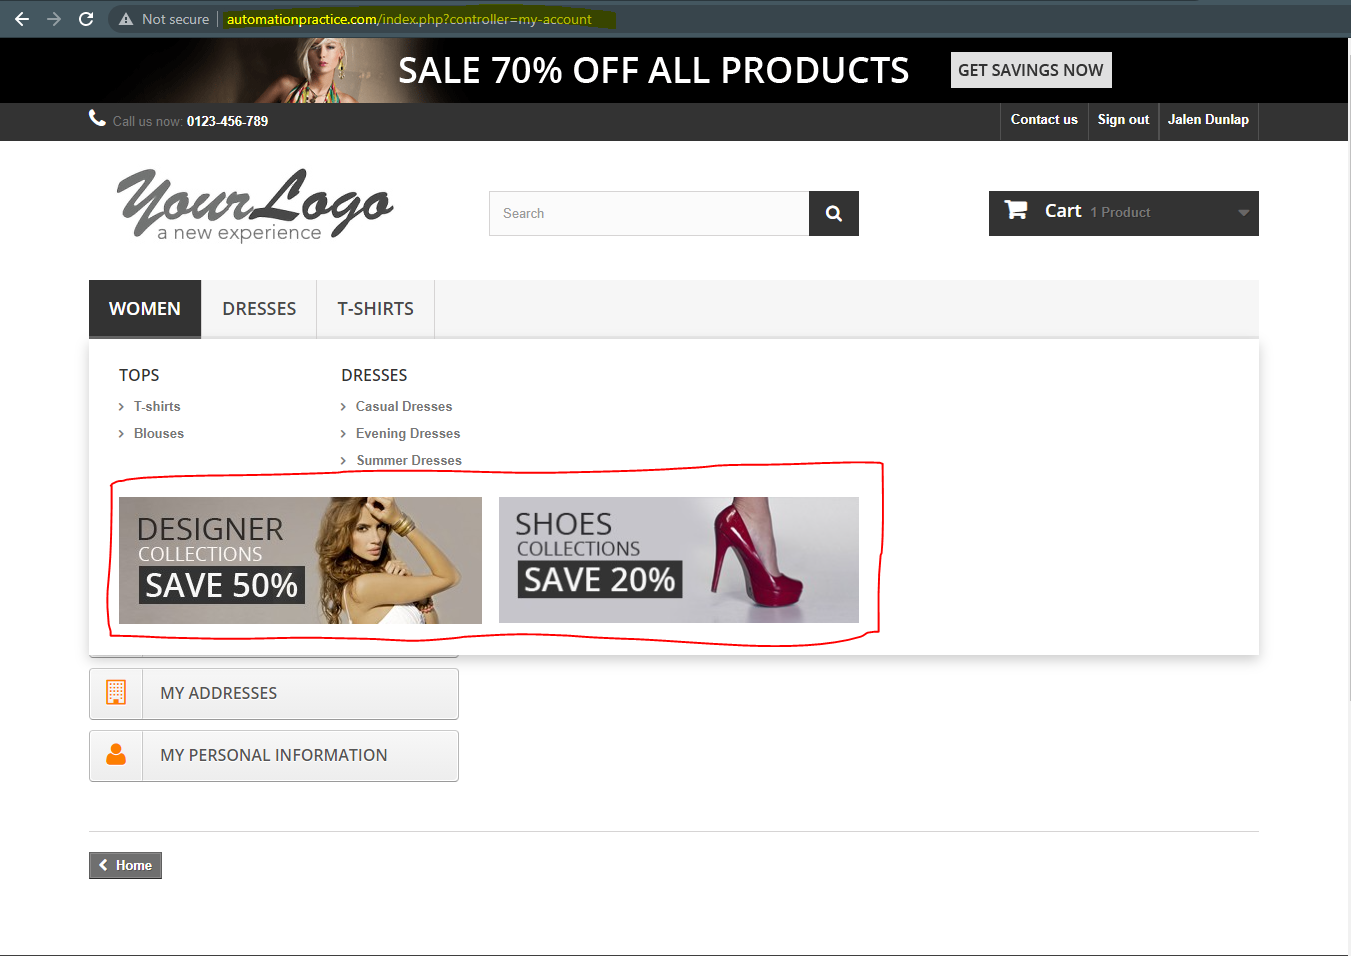 Not secure automationpractice.com/index.php?controller=my-account
SALE 70% OFF ALL PRODUCTS GET SAVINGS NOW
Call us now: 0123-456-789 Contact us Sign out Jalen Dunlap
YourLogo
a new experience
Search
Cart 1 Product
WOMEN DRESSES T-SHIRTS
TOPS DRESSES
T-shirts Casual Dresses
Blouses Evening Dresses
Summer Dresses
DESIGNER
COLLECTIONS
SAVE 50%
SHOES
COLLECTIONS
SAVE 20%
MY ADDRESSES
MY PERSONAL INFORMATION
Home